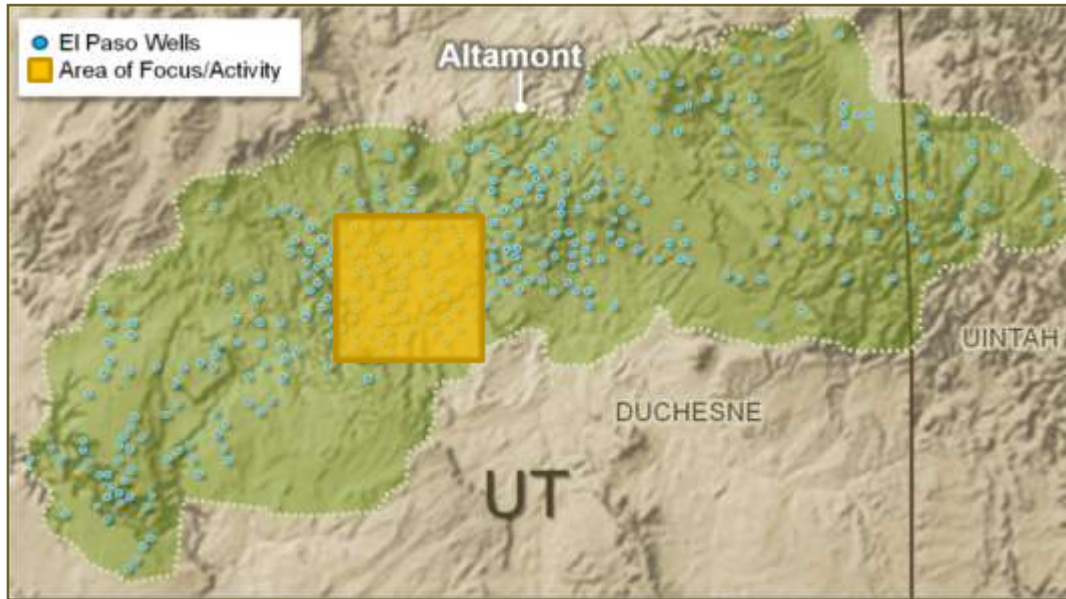 El Paso Wells
Area of Focus/Activity
Altamont
UINTAH
DUCHESNE
UT